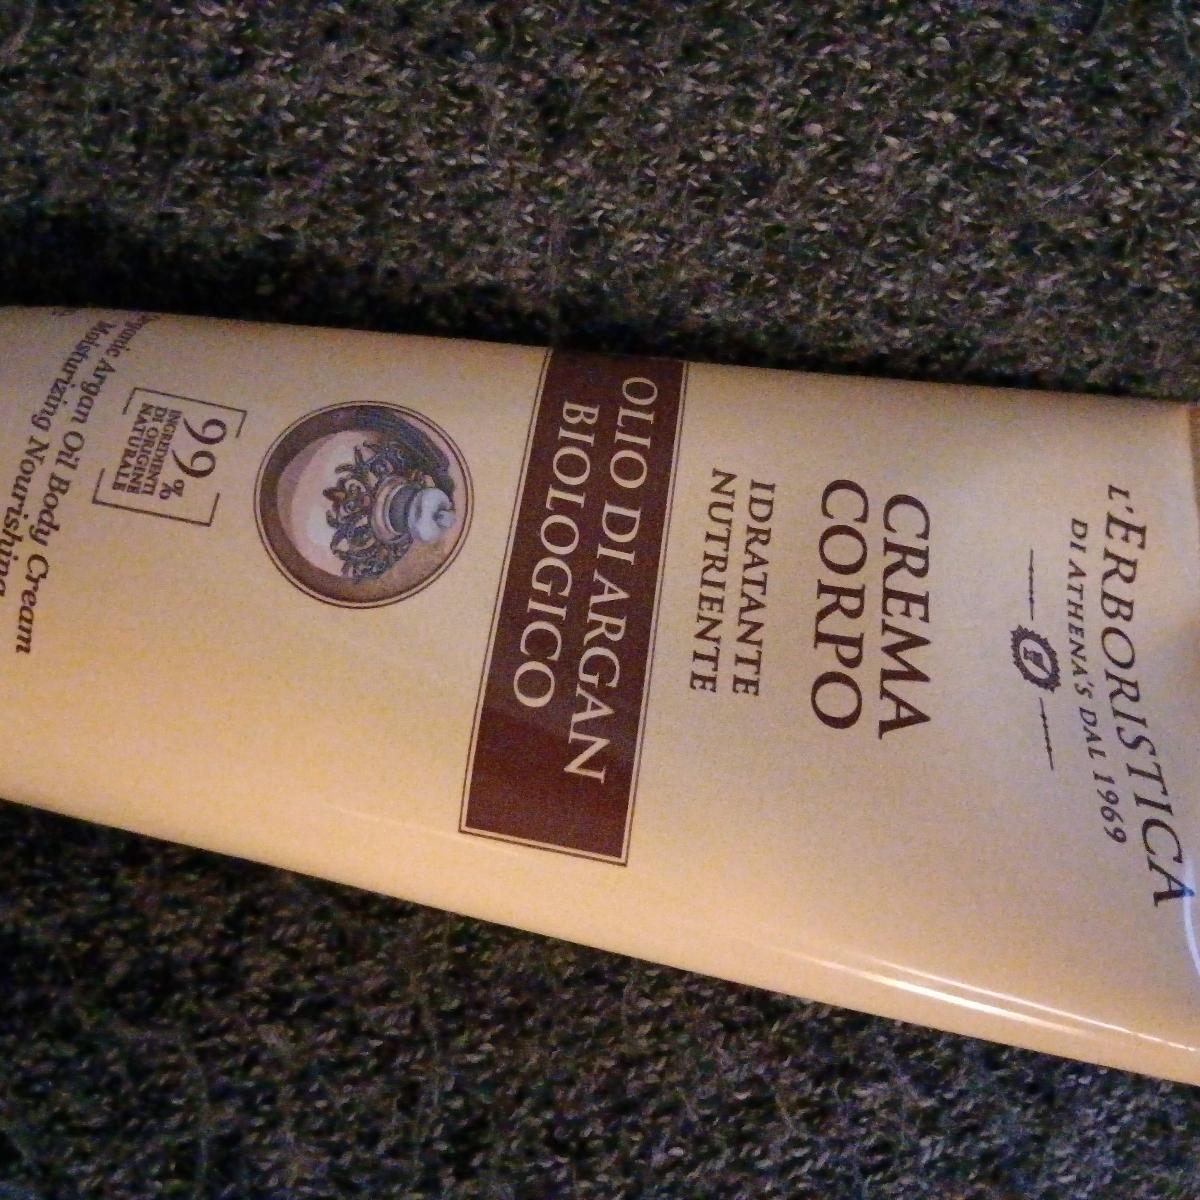 L'ERBORISTICA
DI ATHENA'S DAL 1969
CREMA
CORPO
IDRATANTE
NUTRIENTE
OLIO DI ARGAN
BIOLOGICO
99%
INGREDIENTI
DI ORIGINE
NATURALE
Organic Argan Oil Body Cream
Moisturizing Nourishing